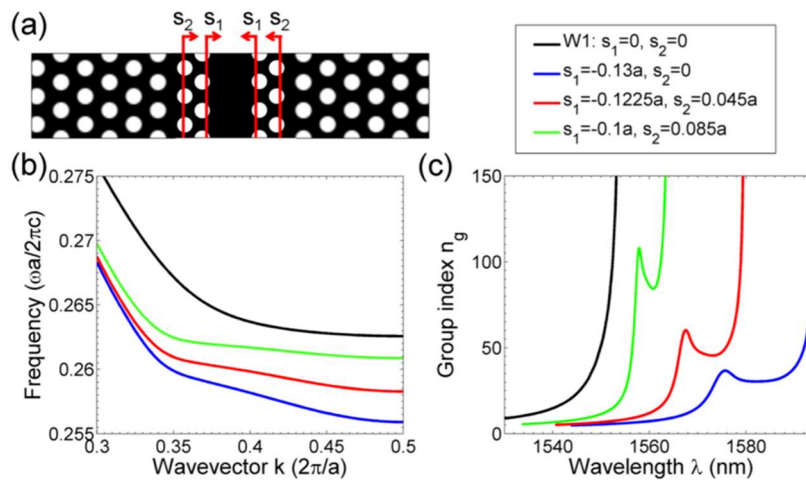 (a)
s₂ s₁ s₁ s₂
W1: s₁=0, s₂=0
s₁=-0.13a, s₂=0
s₁=-0.1225a, s₂=0.045a
s₁=-0.1a, s₂=0.085a
(b)
0.275
0.27
0.265
0.26
0.255
0.3 0.35 0.4 0.45 0.5
Frequency (ωa/2πc)
Wavevector k (2π/a)
(c)
150
100
50
0
1540 1560 1580
Group index n_g
Wavelength λ (nm)